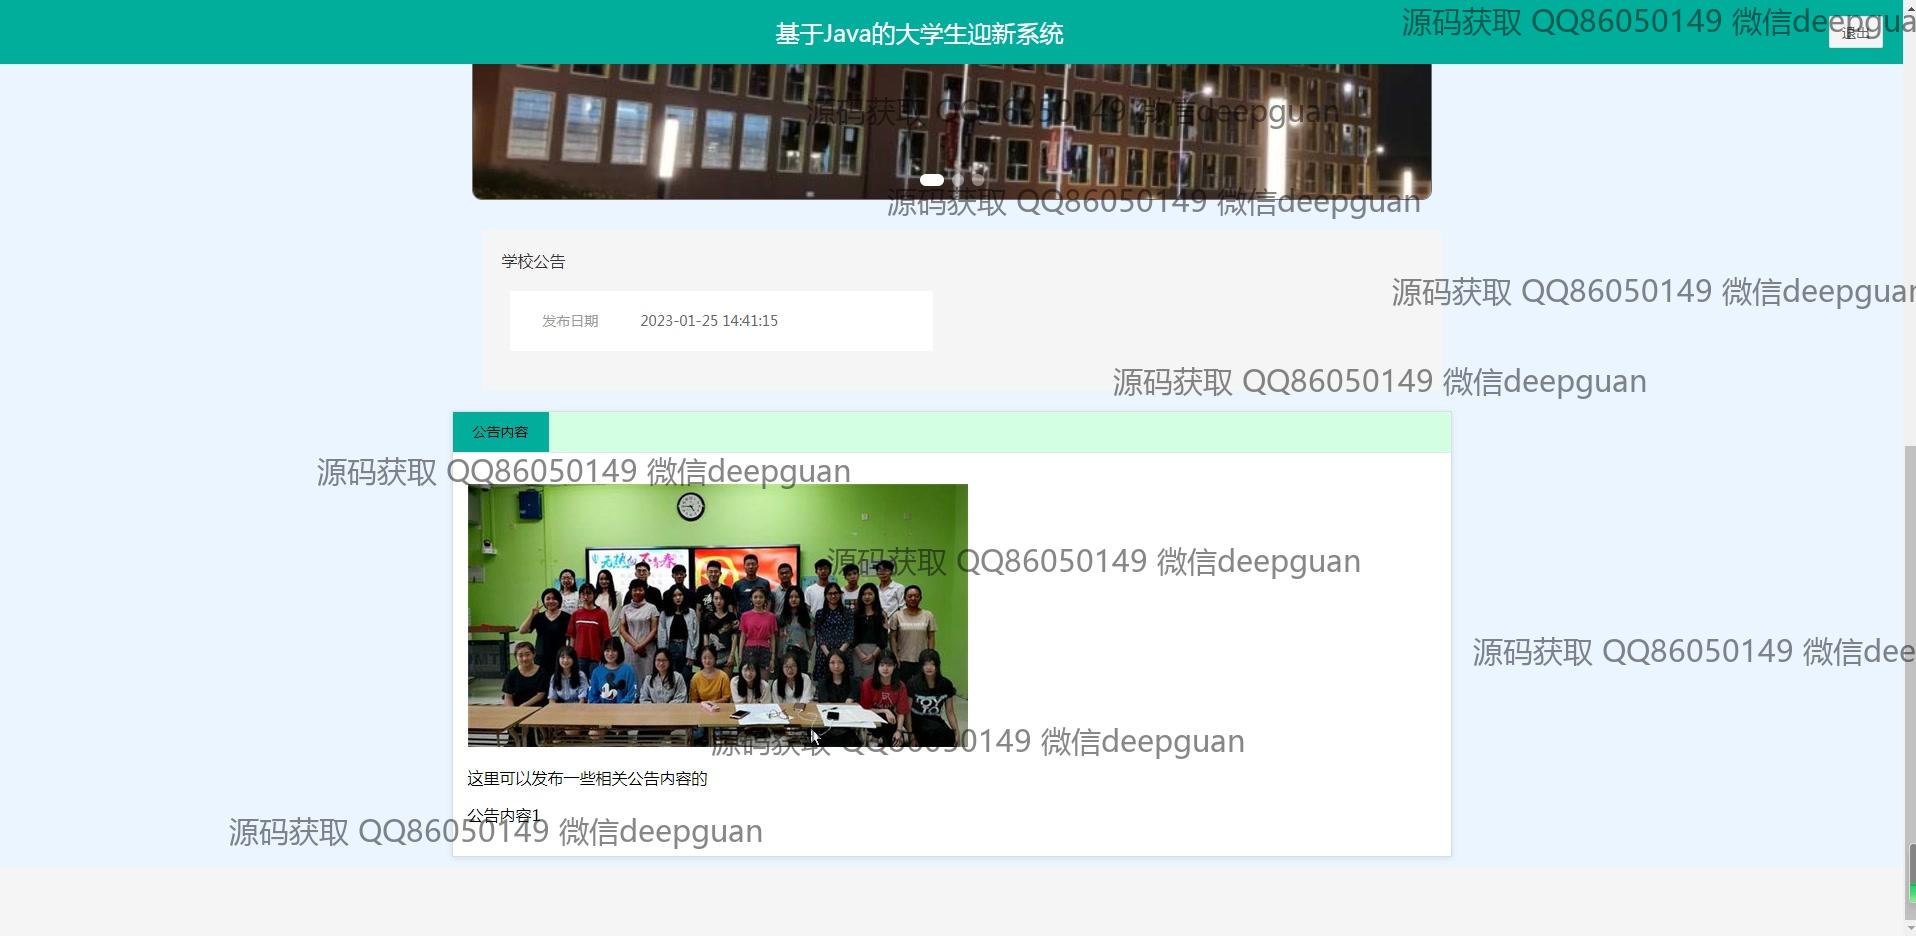 基于Java的大学生迎新系统
源码获取 QQ86050149 微信deepgua
退出
源码获取 QQ86050149 微信deepguan
源码获取 QQ86050149 微信deepguan
学校公告
源码获取 QQ86050149 微信deepguan
发布日期 2023-01-25 14:41:15
源码获取 QQ86050149 微信deepguan
公告内容
源码获取 QQ86050149 微信deepguan
无热血 不青春
源码获取 QQ86050149 微信deepguan
源码获取 QQ86050149 微信dee
源码获取 QQ86050149 微信deepguan
这里可以发布一些相关公告内容的
公告内容1
源码获取 QQ86050149 微信deepguan